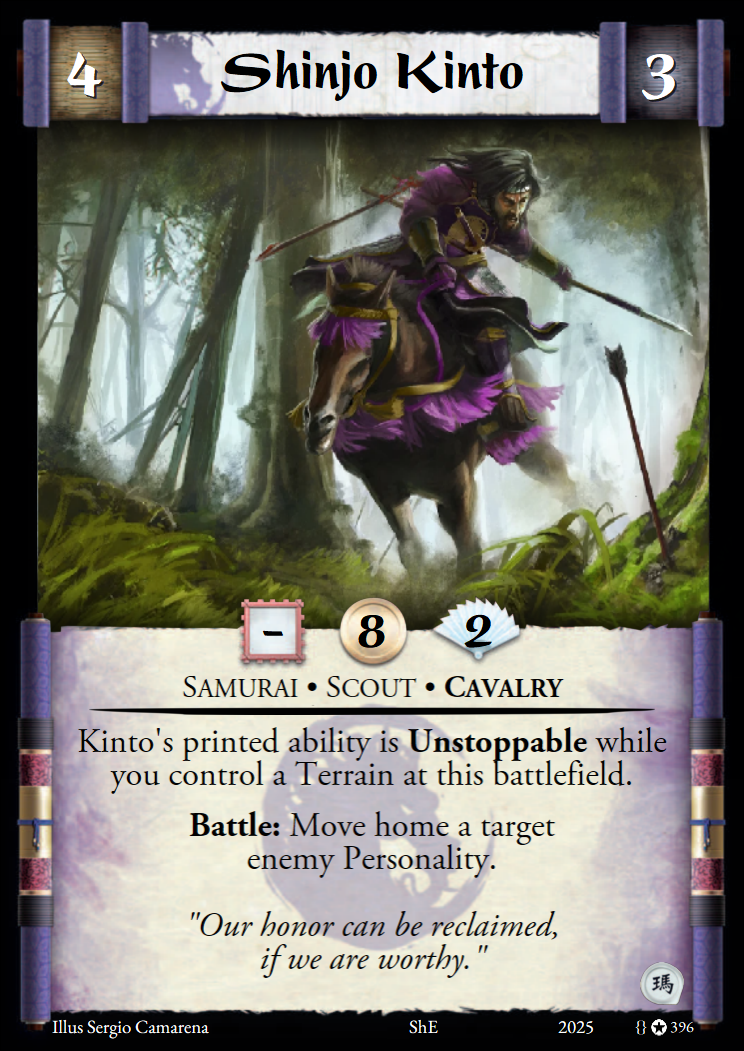 4 Shinjo Kinto 3
- 8 2
SAMURAI • SCOUT • CAVALRY
Kinto's printed ability is Unstoppable while
you control a Terrain at this battlefield.
Battle: Move home a target
enemy Personality.
"Our honor can be reclaimed,
if we are worthy."
瑪
Illus Sergio Camarena ShE 2025 {} ✪ 396